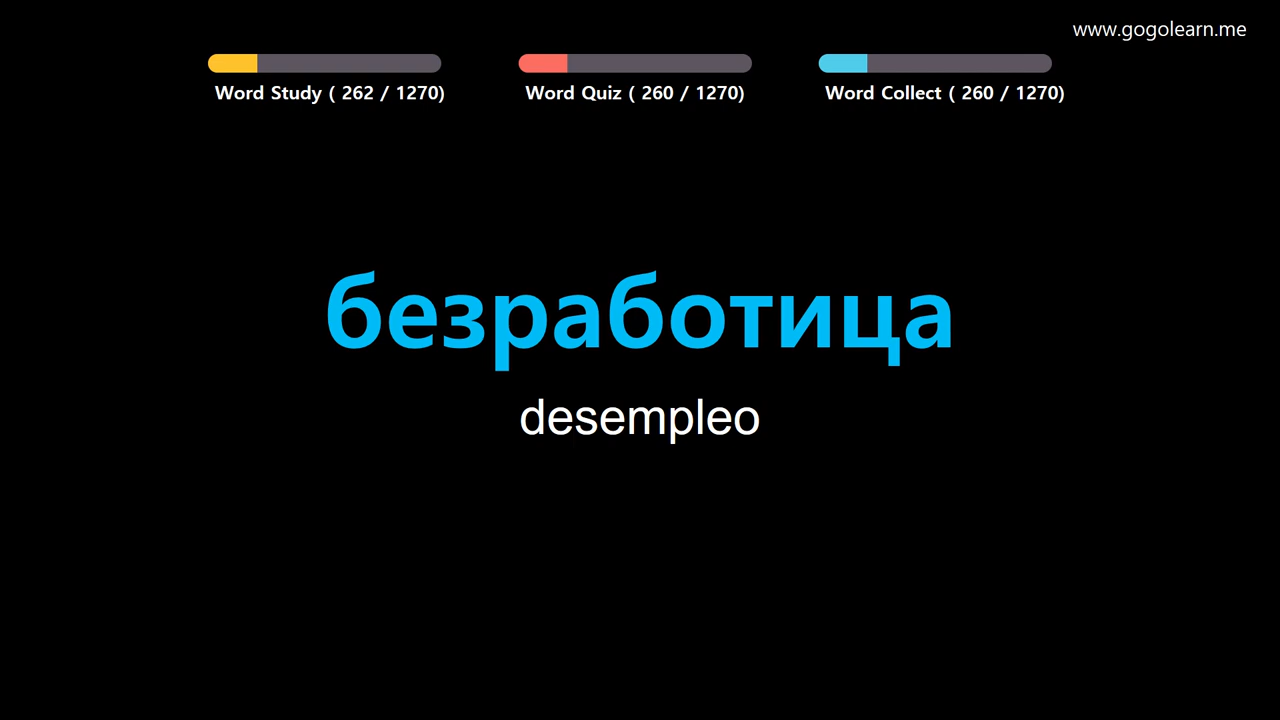 www.gogolearn.me
Word Study ( 262 / 1270)
Word Quiz ( 260 / 1270)
Word Collect ( 260 / 1270)
безработица
desempleo